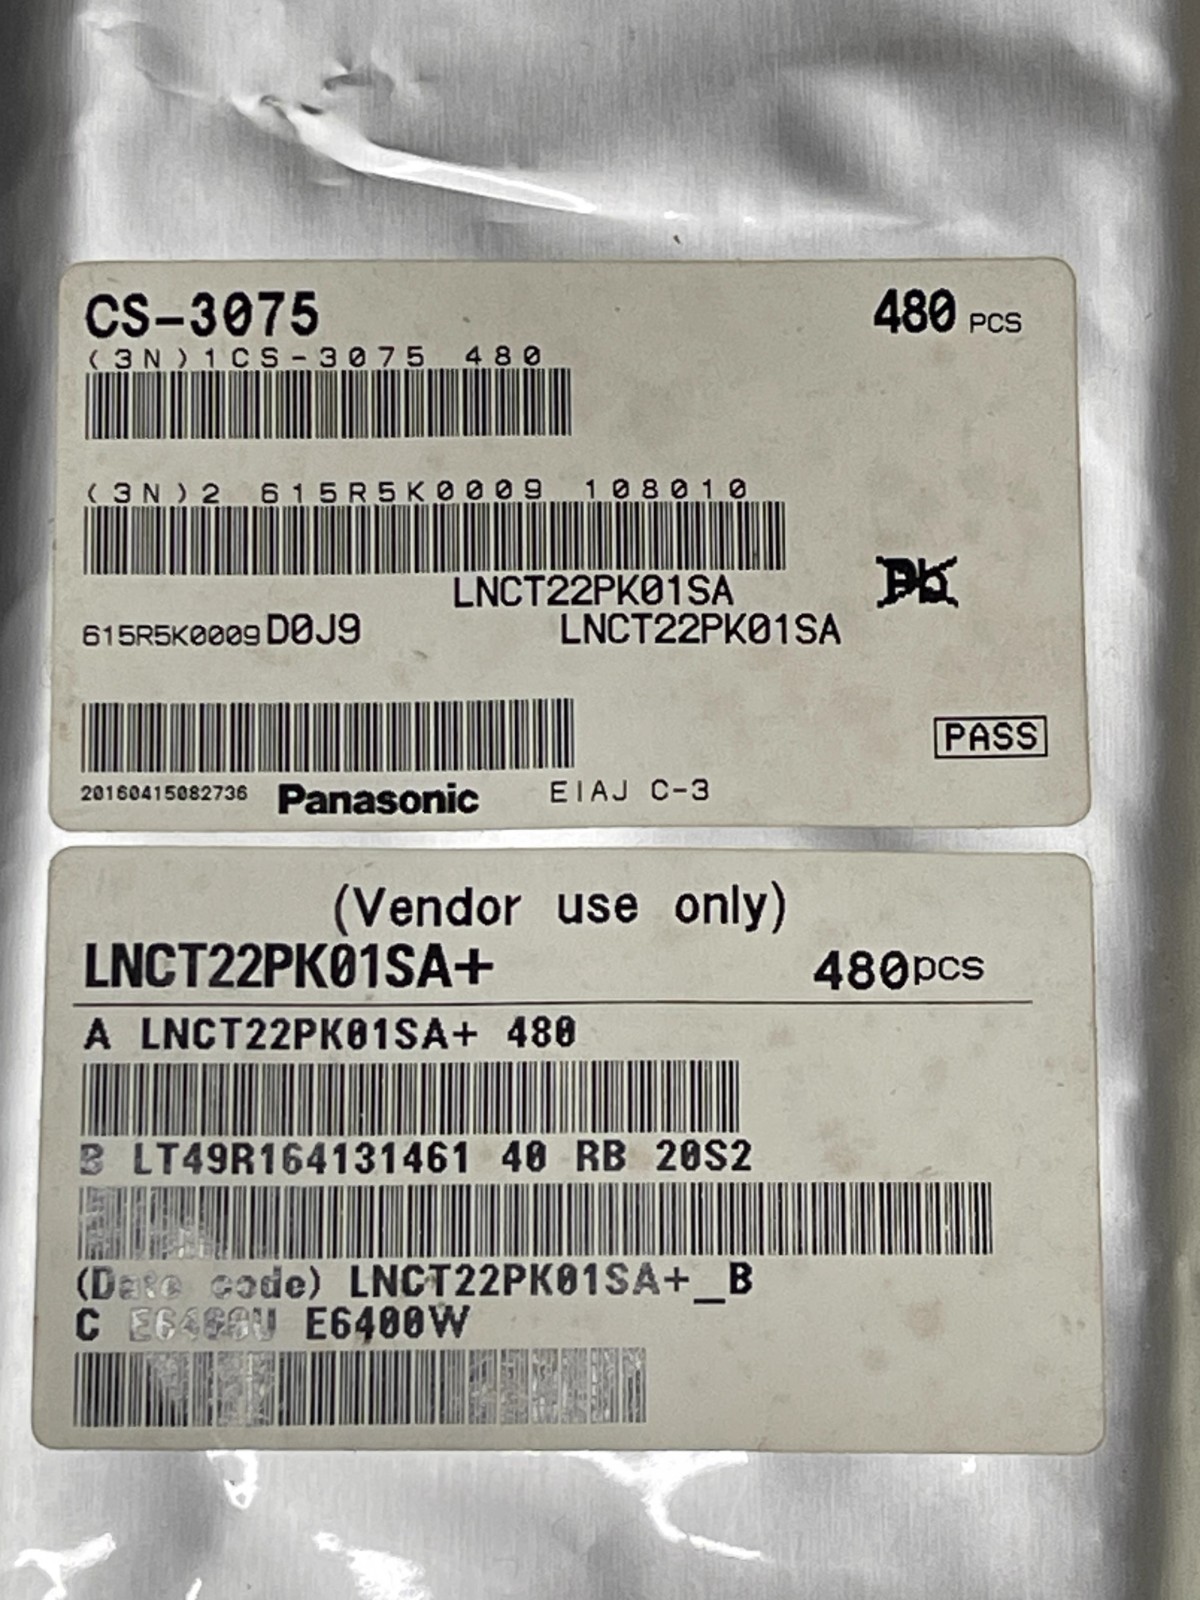 CS-3075 480 PCS
(3N)1CS-3075 480
(3N)2 615R5K0009 108010
LNCT22PK01SA
Pb
615R5K0009 D0J9 LNCT22PK01SA
PASS
20160415082736 Panasonic EIAJ C-3
(Vendor use only)
LNCT22PK01SA+ 480pcs
A LNCT22PK01SA+ 480
B LT49R164131461 40 RB 20S2
(Date code) LNCT22PK01SA+_B
C E6400W